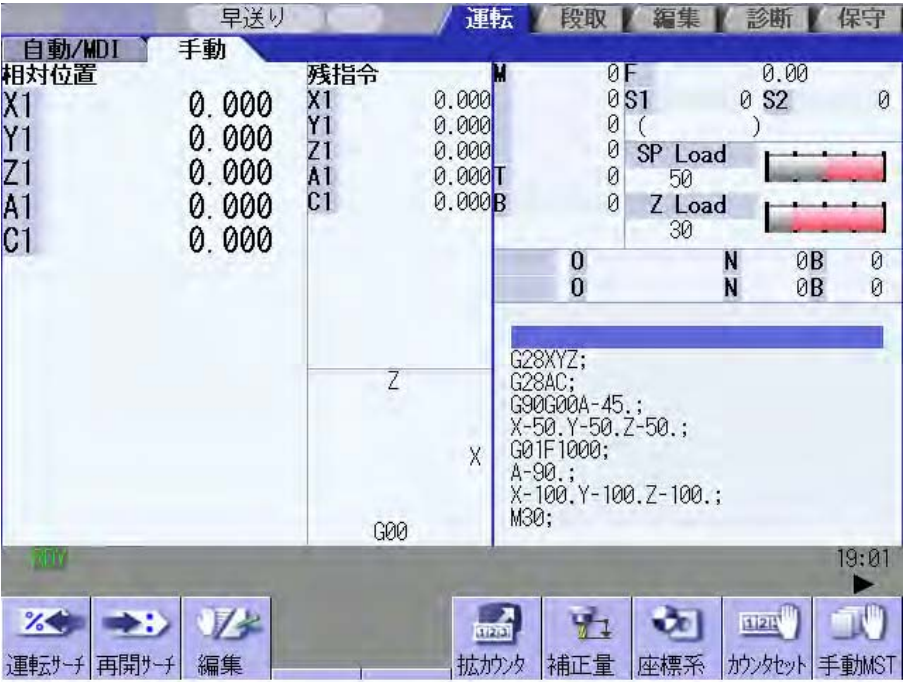 早送り 運転 段取 編集 診断 保守
自動/MDI 手動
相対位置
X1 0.000
Y1 0.000
Z1 0.000
A1 0.000
C1 0.000
残指令
X1 0.000
Y1 0.000
Z1 0.000
A1 0.000
C1 0.000
Z
X
G00
M 0
0
0
0
T 0
B 0
F 0.00
S1 0 S2 0
( )
SP Load
50
Z Load
30
O N 0B 0
O N 0B 0
G28XYZ;
G28AC;
G90G00A-45.;
X-50.Y-50.Z-50.;
G01F1000;
A-90.;
X-100.Y-100.Z-100.;
M30;
RDY 19:01
運転サーチ 再開サーチ 編集 拡カウンタ 補正量 座標系 カウンタセット 手動MST